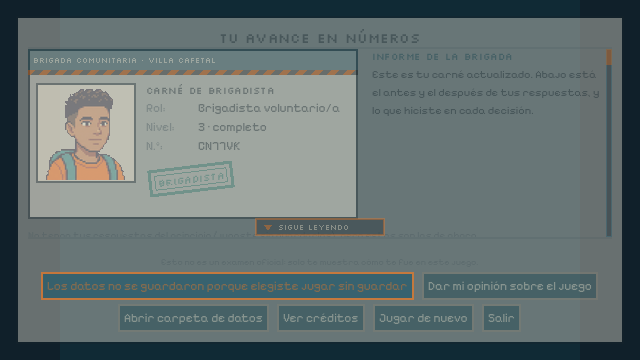 TU AVANCE EN NÚMEROS
BRIGADA COMUNITARIA · VILLA CAFETAL
CARNÉ DE BRIGADISTA
Rol: Brigadista voluntario/a
Nivel: 3 · completo
N.º: GN77VK
BRIGADISTA
INFORME DE LA BRIGADA
Este es tu carné actualizado. Abajo está
el antes y el después de tus respuestas, y
lo que hiciste en cada decisión.
SIGUE LEYENDO
Los datos no se guardaron porque elegiste jugar sin guardar
Dar mi opinión sobre el juego
Abrir carpeta de datos
Ver créditos
Jugar de nuevo
Salir